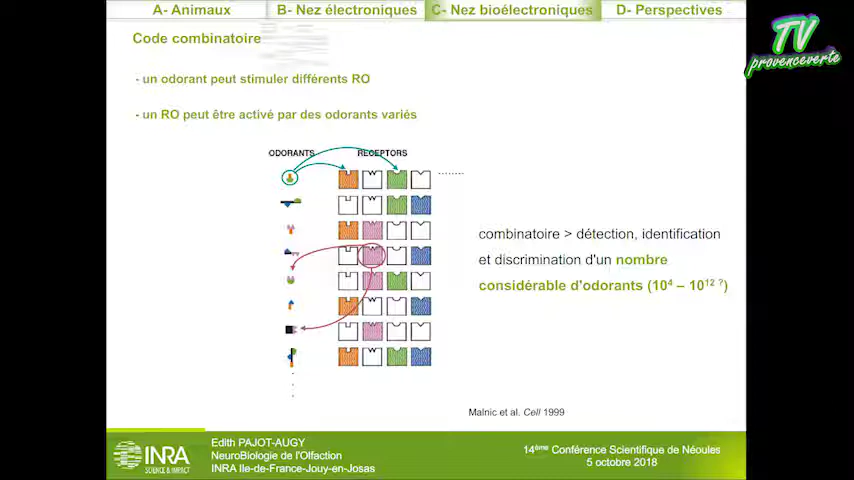 A- Animaux
B- Nez électroniques
C- Nez bioélectroniques
D- Perspectives
TV
provenceverte
Code combinatoire
- un odorant peut stimuler différents RO
- un RO peut être activé par des odorants variés
ODORANTS
RECEPTORS
combinatoire > détection, identification
et discrimination d'un nombre
considérable d'odorants (10⁴ – 10¹² ?)
Malnic et al. Cell 1999
INRA
SCIENCE & IMPACT
Edith PAJOT-AUGY
NeuroBiologie de l'Olfaction
INRA Ile-de-France-Jouy-en-Josas
14ème Conférence Scientifique de Néoules
5 octobre 2018